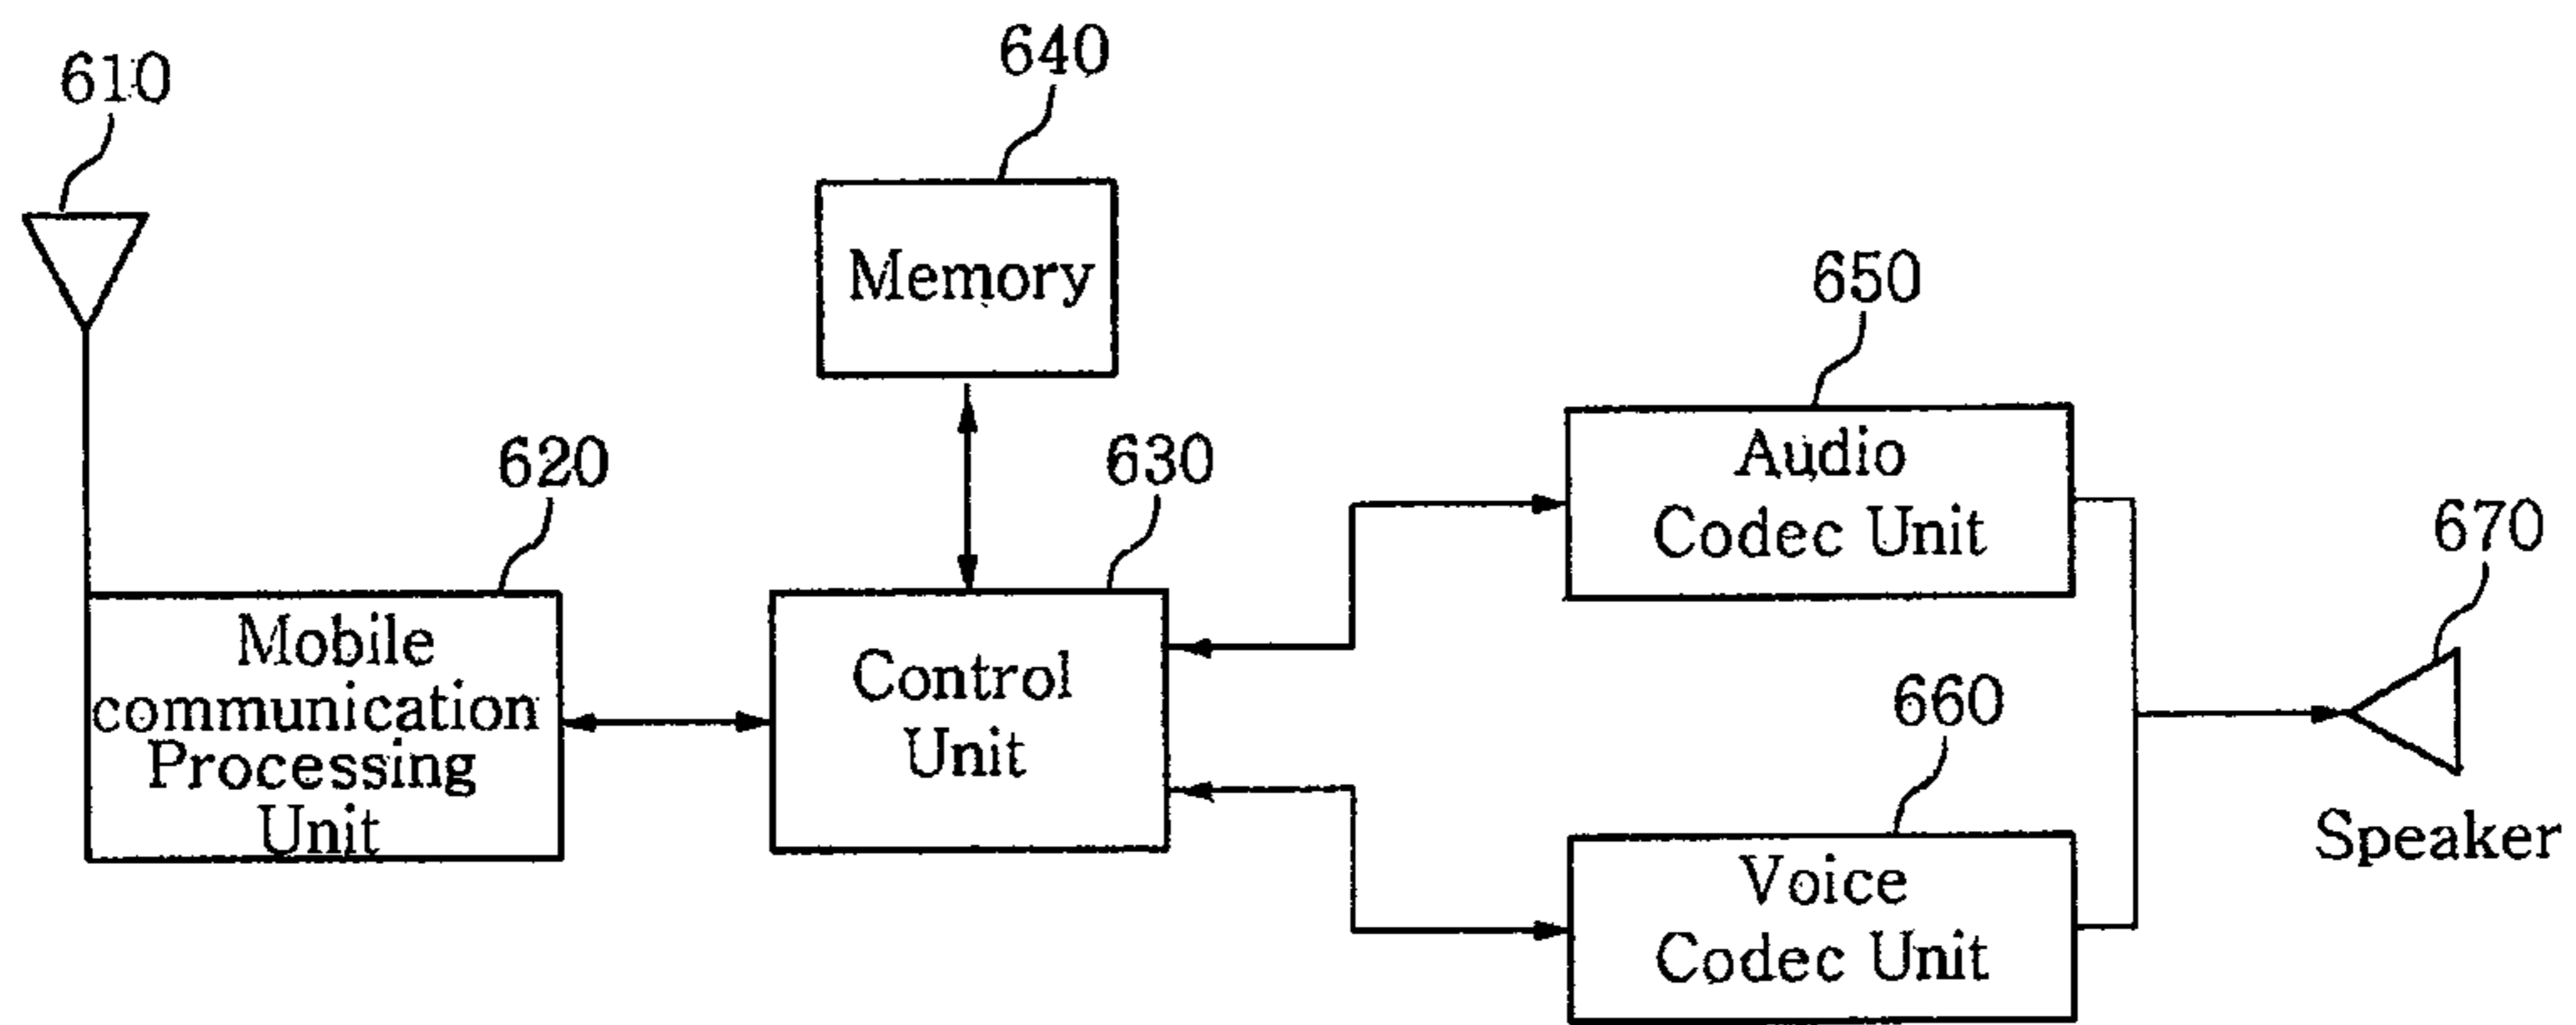 610
640
Memory
650
Audio
Codec Unit
620
630
670
Mobile
communication
Processing
Unit
Control
Unit
660
Speaker
Voice
Codec Unit